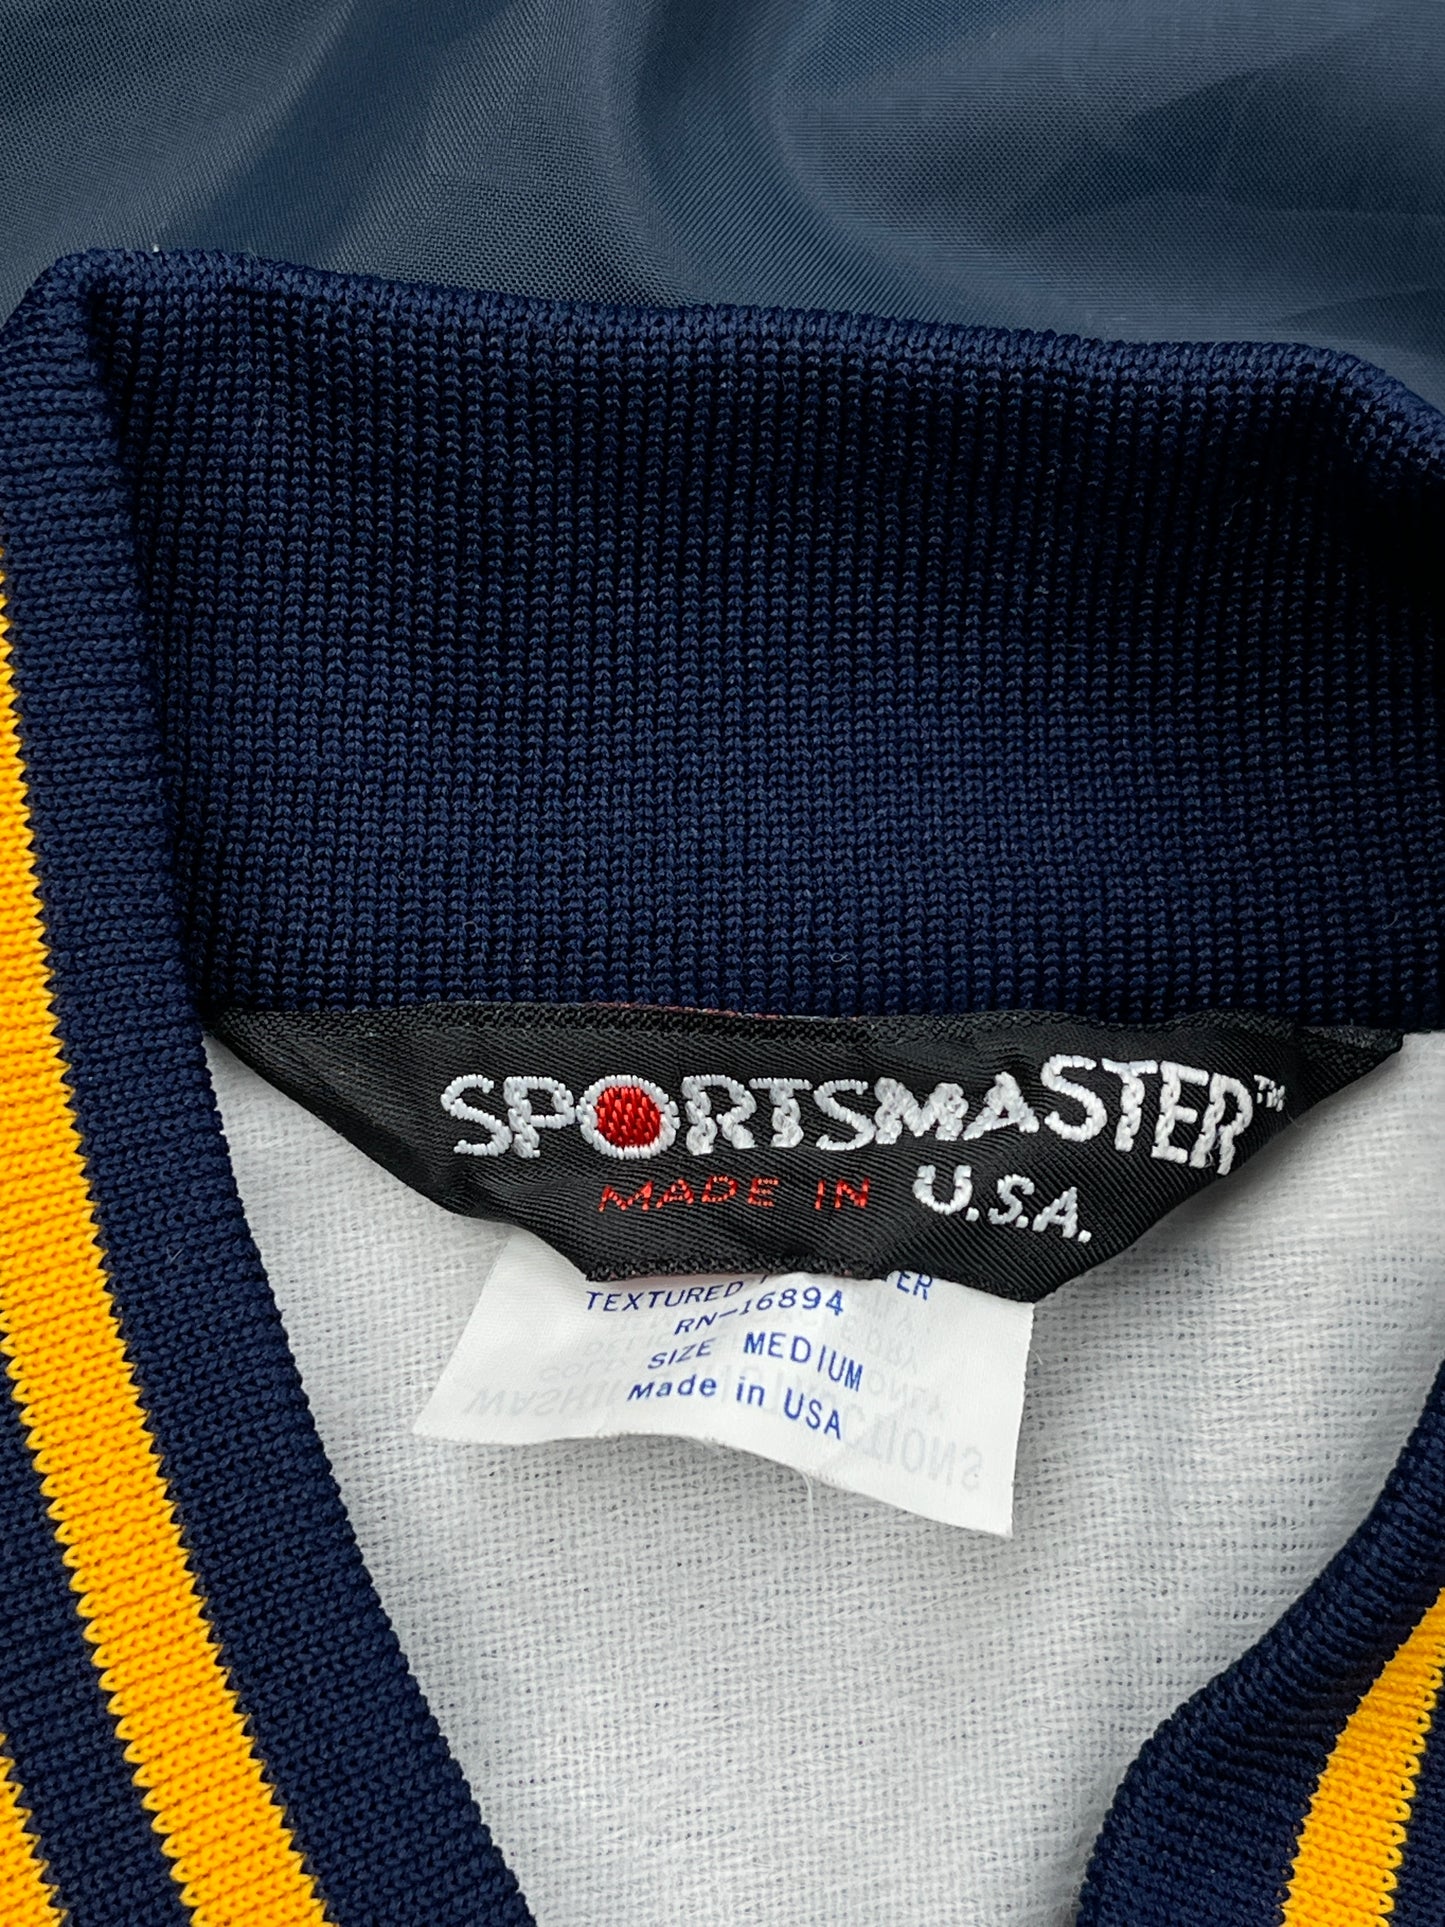 SPORTSMASTER™
MADE IN U.S.A.
TEXTURED
RN-16894
SIZE MEDIUM
Made in USA